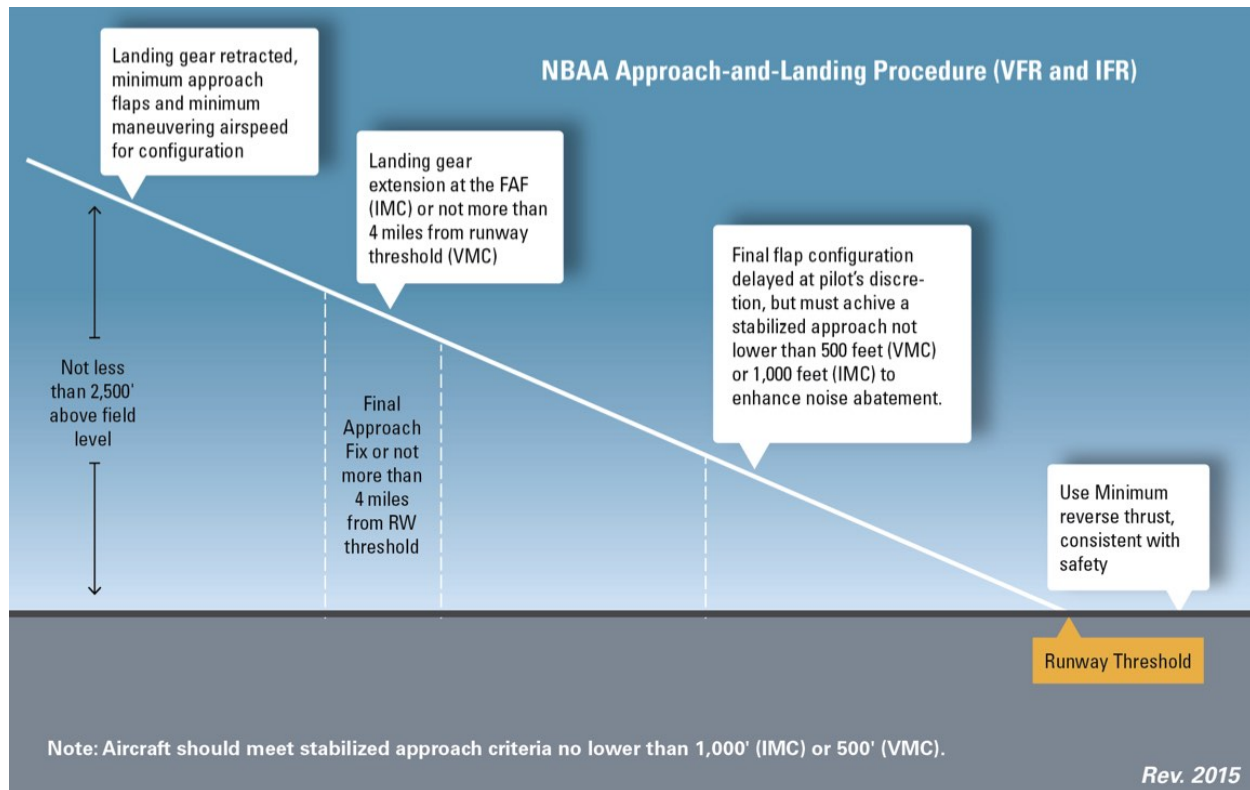 NBAA Approach-and-Landing Procedure (VFR and IFR)
Landing gear retracted,
minimum approach
flaps and minimum
maneuvering airspeed
for configuration
Landing gear
extension at the FAF
(IMC) or not more than
4 miles from runway
threshold (VMC)
Final flap configuration
delayed at pilot's discre-
tion, but must achive a
stabilized approach not
lower than 500 feet (VMC)
or 1,000 feet (IMC) to
enhance noise abatement.
Not less
than 2,500'
above field
level
Final
Approach
Fix or not
more than
4 miles
from RW
threshold
Use Minimum
reverse thrust,
consistent with
safety
Runway Threshold
Note: Aircraft should meet stabilized approach criteria no lower than 1,000' (IMC) or 500' (VMC).
Rev. 2015